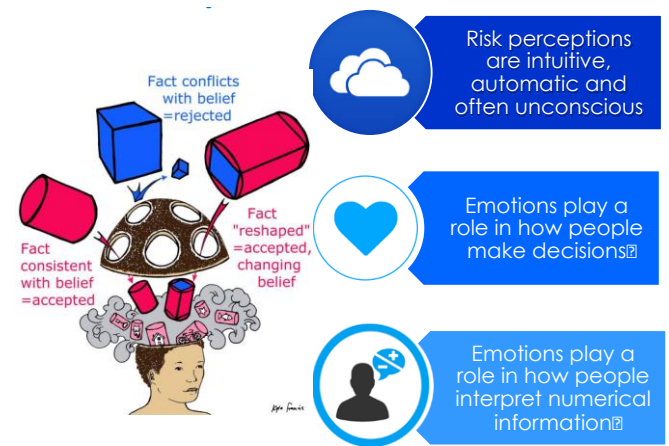 Fact conflicts
with belief
=rejected
Fact
"reshaped"
=accepted,
changing
belief
Fact
consistent
with belief
=accepted
Risk perceptions
are intuitive,
automatic and
often unconscious
Emotions play a
role in how people
make decisions
Emotions play a
role in how people
interpret numerical
information